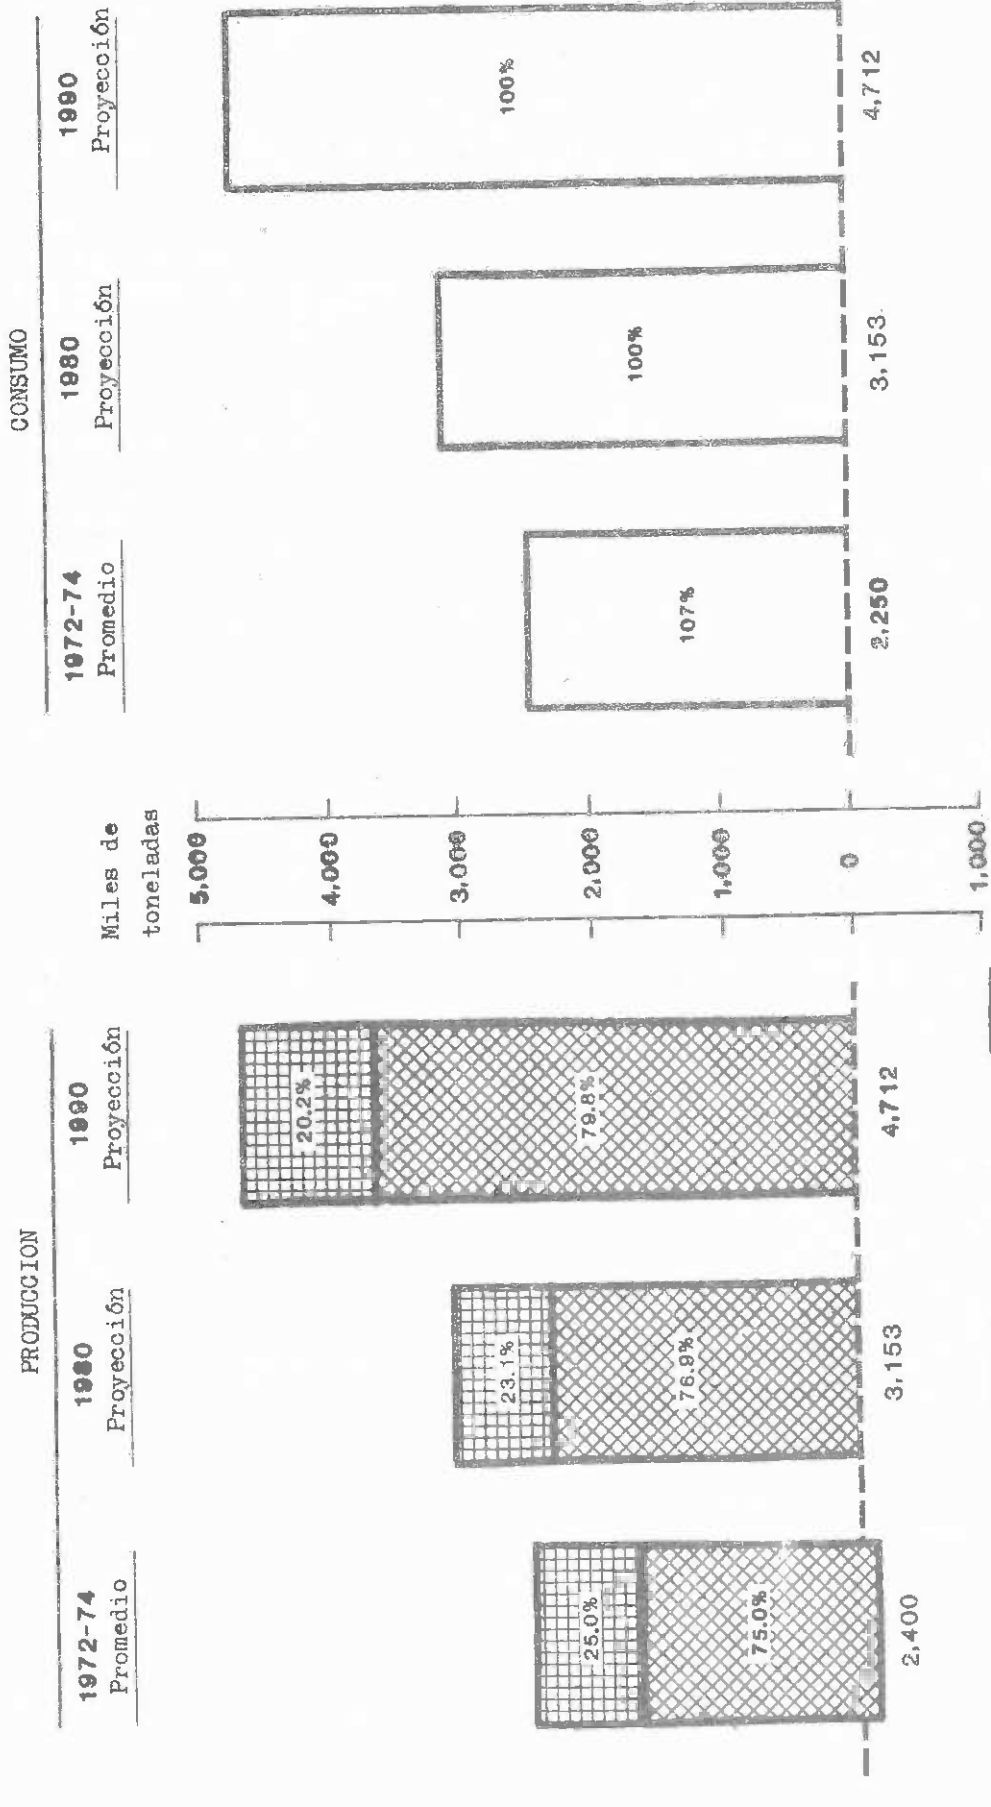 PRODUCCION
1972-74
Promedio
1980
Proyección
1990
Proyección
Miles de
toneladas
CONSUMO
1972-74
Promedio
1980
Proyección
1990
Proyección
5,000
4,000
3,000
2,000
1,000
0
1,000
25.0%
75.0%
2,400
23.1%
76.9%
3,153
20.2%
79.8%
4,712
107%
2,250
100%
3,153
100%
4,712